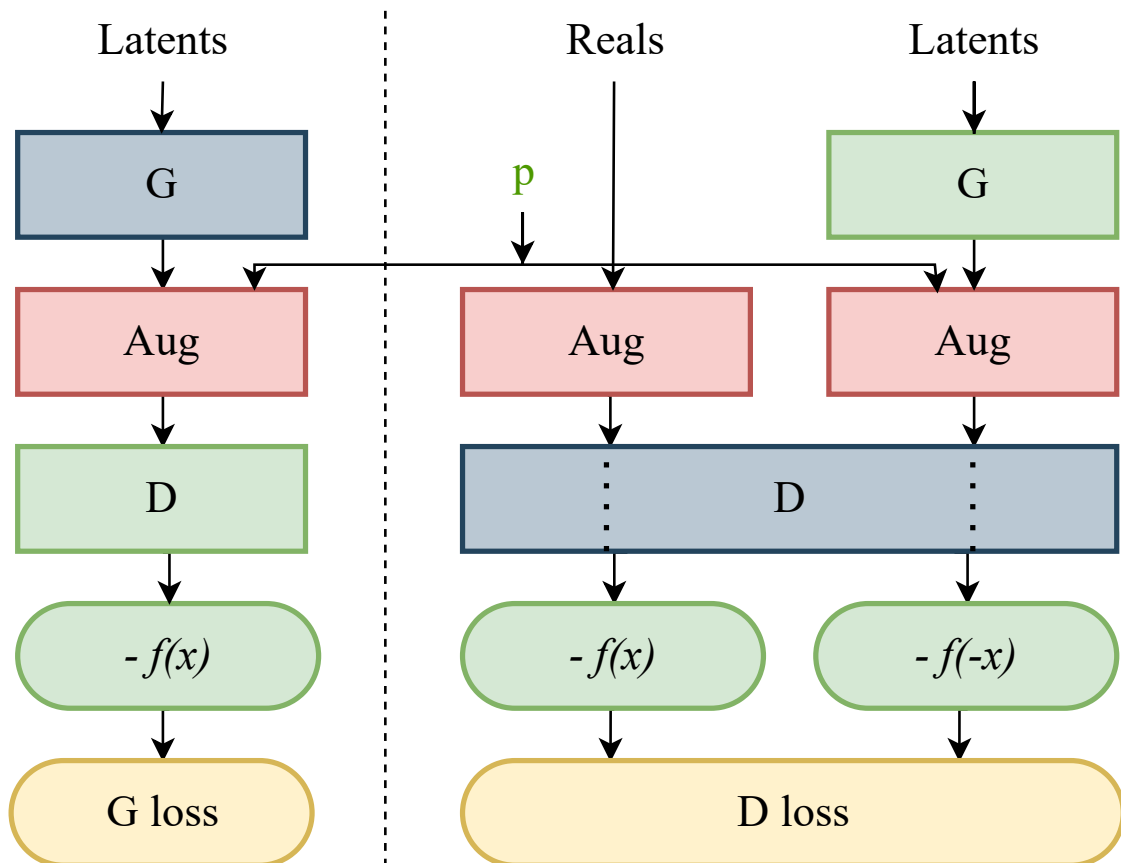 Latents
Reals
Latents
G
p
G
Aug
Aug
Aug
D
D
- f(x)
- f(x)
- f(-x)
G loss
D loss